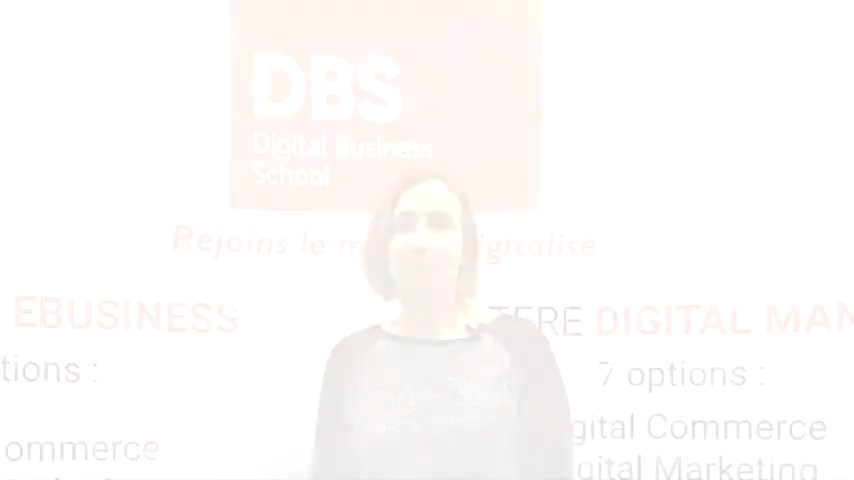 DBS
Digital Business
School
Rejoins le m
igitalisé
EBUSINESS
TERE DIGITAL MAN
tions :
7 options :
igital Commerce
ommerce
igital Marketing